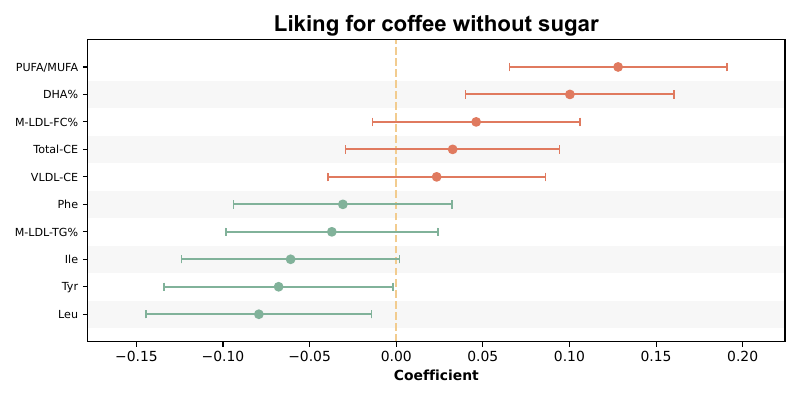 Liking for coffee without sugar
PUFA/MUFA
DHA%
M-LDL-FC%
Total-CE
VLDL-CE
Phe
M-LDL-TG%
Ile
Tyr
Leu
−0.15 −0.10 −0.05 0.00 0.05 0.10 0.15 0.20
Coefficient